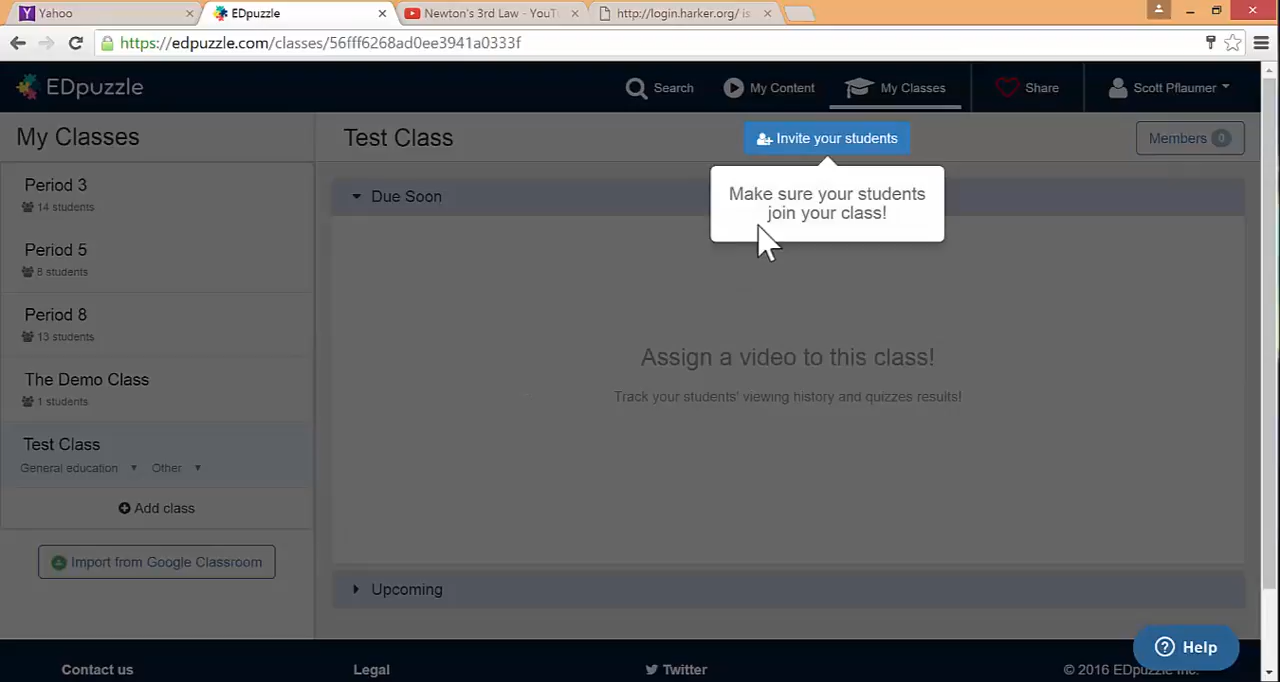 Yahoo
EDpuzzle
Newton's 3rd Law - YouT
http://login.harker.org/ is
https://edpuzzle.com/classes/56fff6268ad0ee3941a0333f
EDpuzzle
Search
My Content
My Classes
Share
Scott Pflaumer
My Classes
Test Class
Invite your students
Members 0
Make sure your students
join your class!
Period 3
14 students
Due Soon
Period 5
8 students
Period 8
13 students
Assign a video to this class!
Track your students' viewing history and quizzes results!
The Demo Class
1 students
Test Class
General education
Other
Add class
Import from Google Classroom
Upcoming
Help
Contact us
Legal
Twitter
© 2016 EDpuzzle Inc.